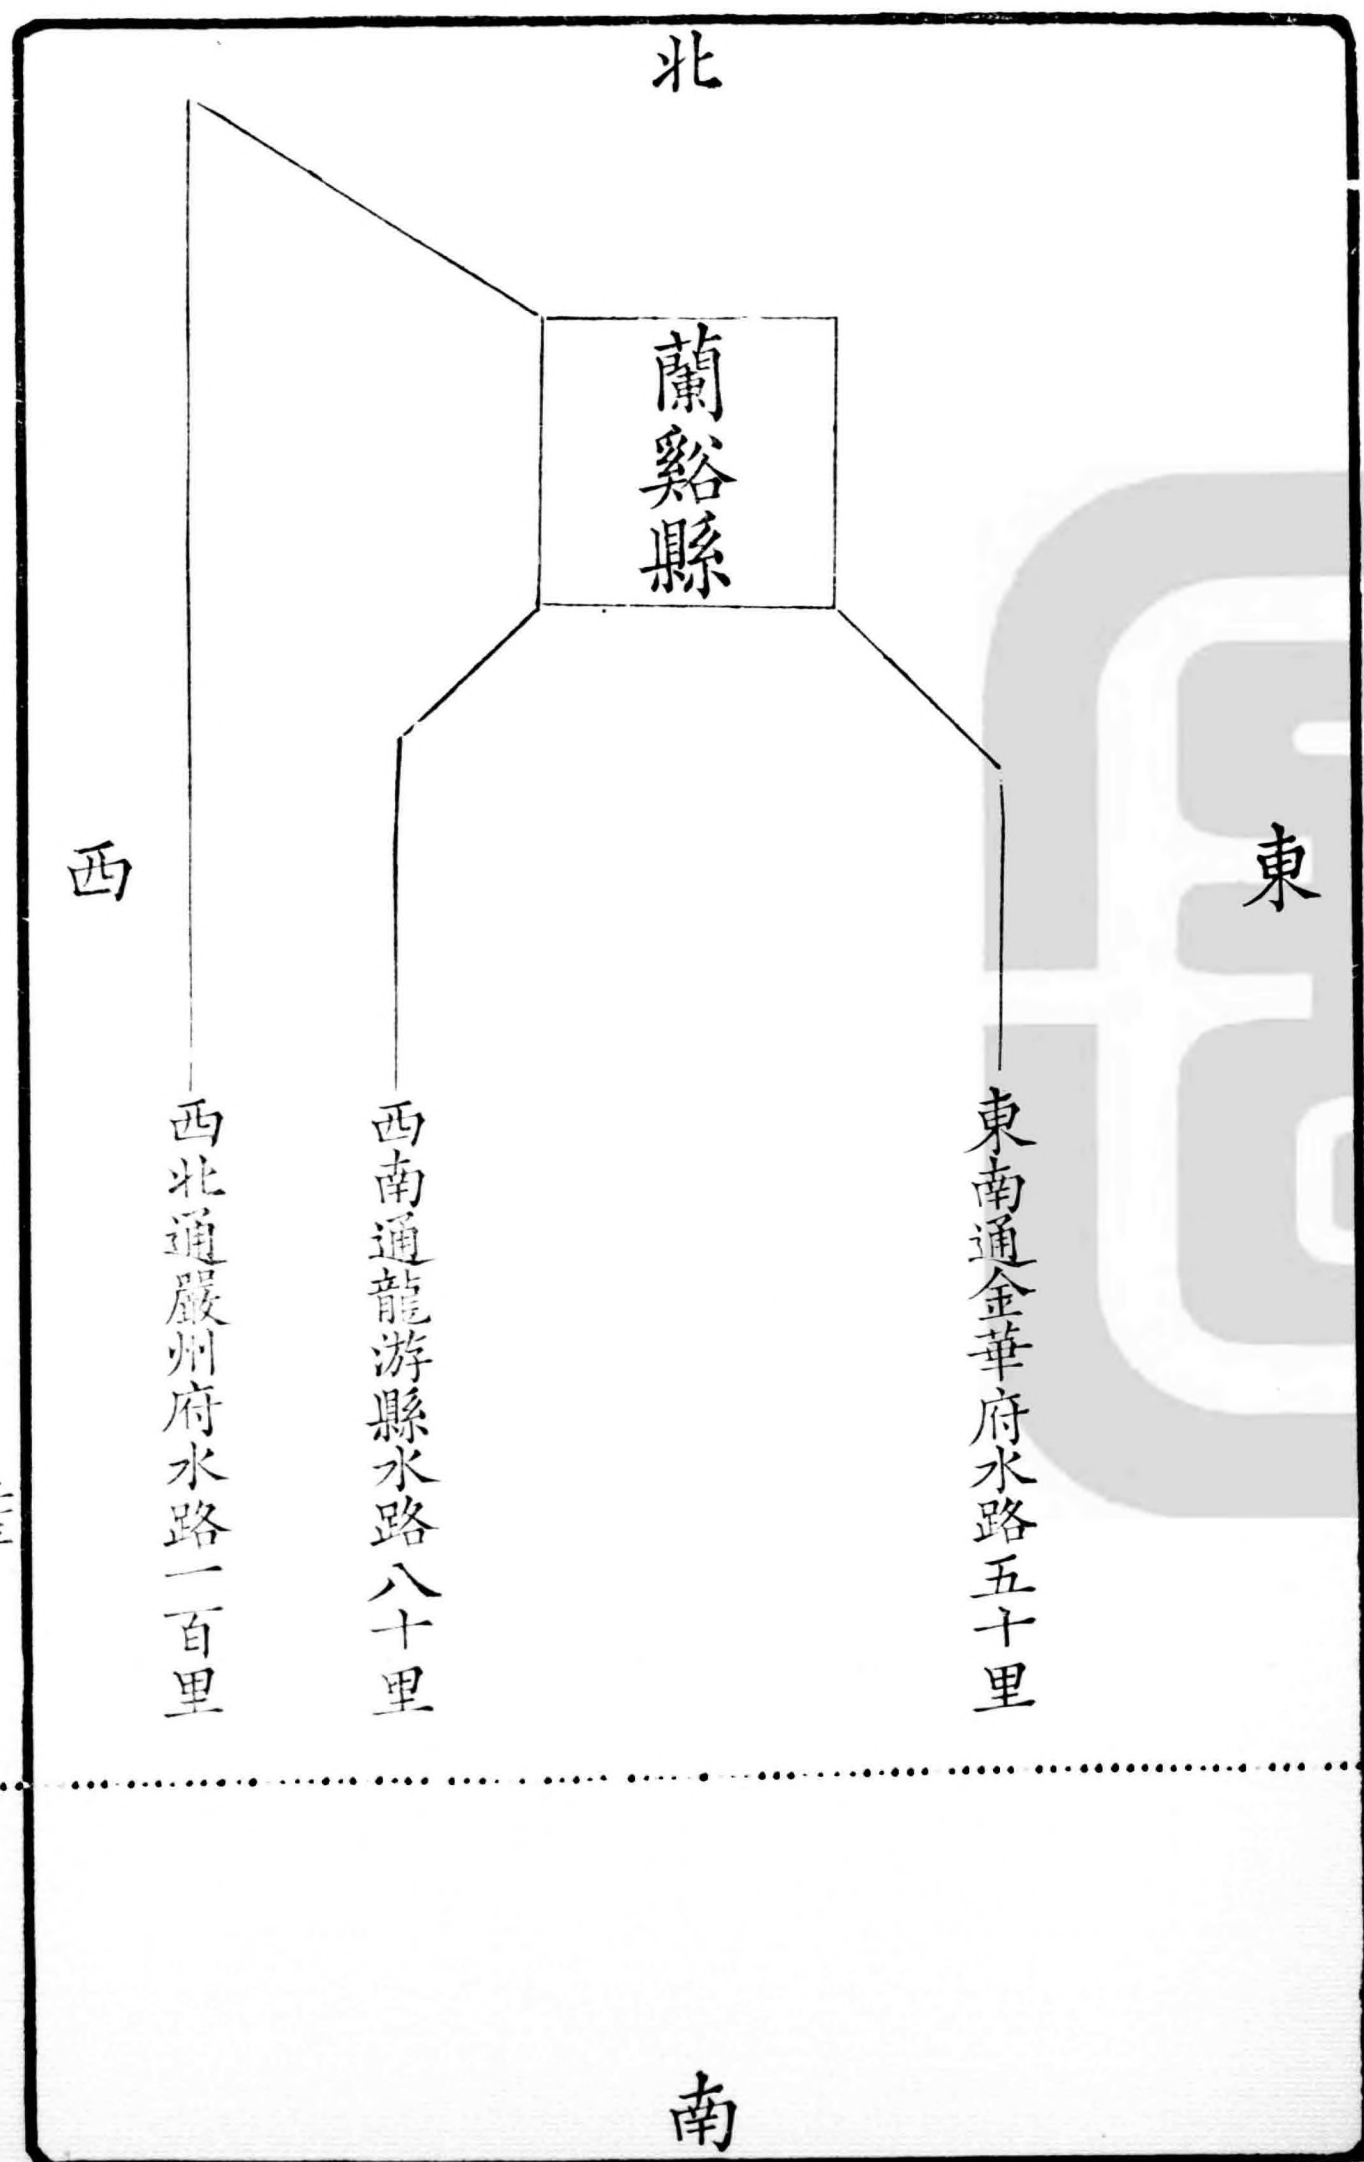 北
蘭谿縣
東
東南通金華府水路五十里
西南通龍游縣水路八十里
西北通嚴州府水路一百里
西
南